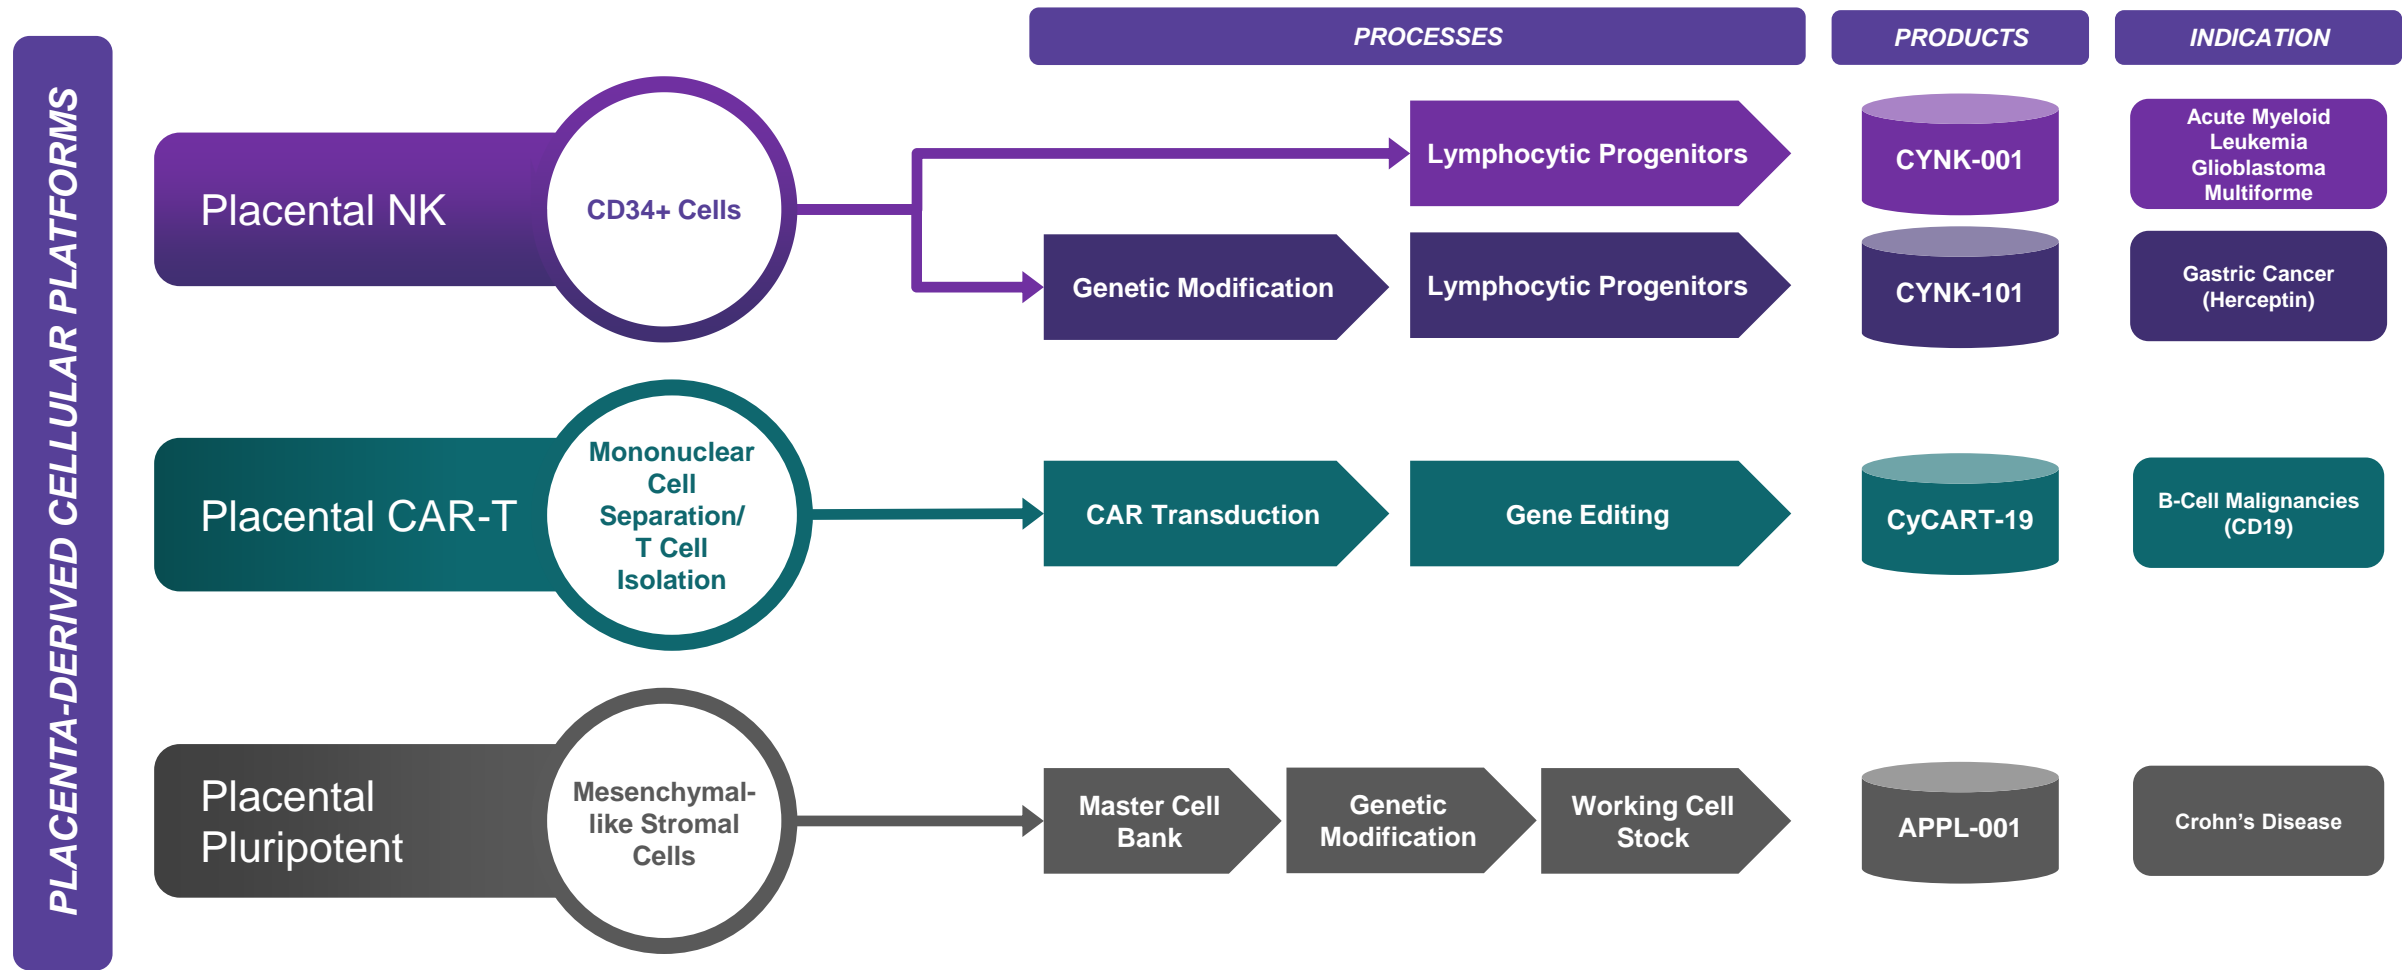 PLACENTA-DERIVED CELLULAR PLATFORMS
PROCESSES
PRODUCTS
INDICATION
Placental NK
CD34+ Cells
Lymphocytic Progenitors
CYNK-001
Acute Myeloid
Leukemia
Glioblastoma
Multiforme
Genetic Modification
Lymphocytic Progenitors
CYNK-101
Gastric Cancer
(Herceptin)
Placental CAR-T
Mononuclear
Cell
Separation/
T Cell
Isolation
CAR Transduction
Gene Editing
CyCART-19
B-Cell Malignancies
(CD19)
Placental
Pluripotent
Mesenchymal-
like Stromal
Cells
Master Cell
Bank
Genetic
Modification
Working Cell
Stock
APPL-001
Crohn’s Disease